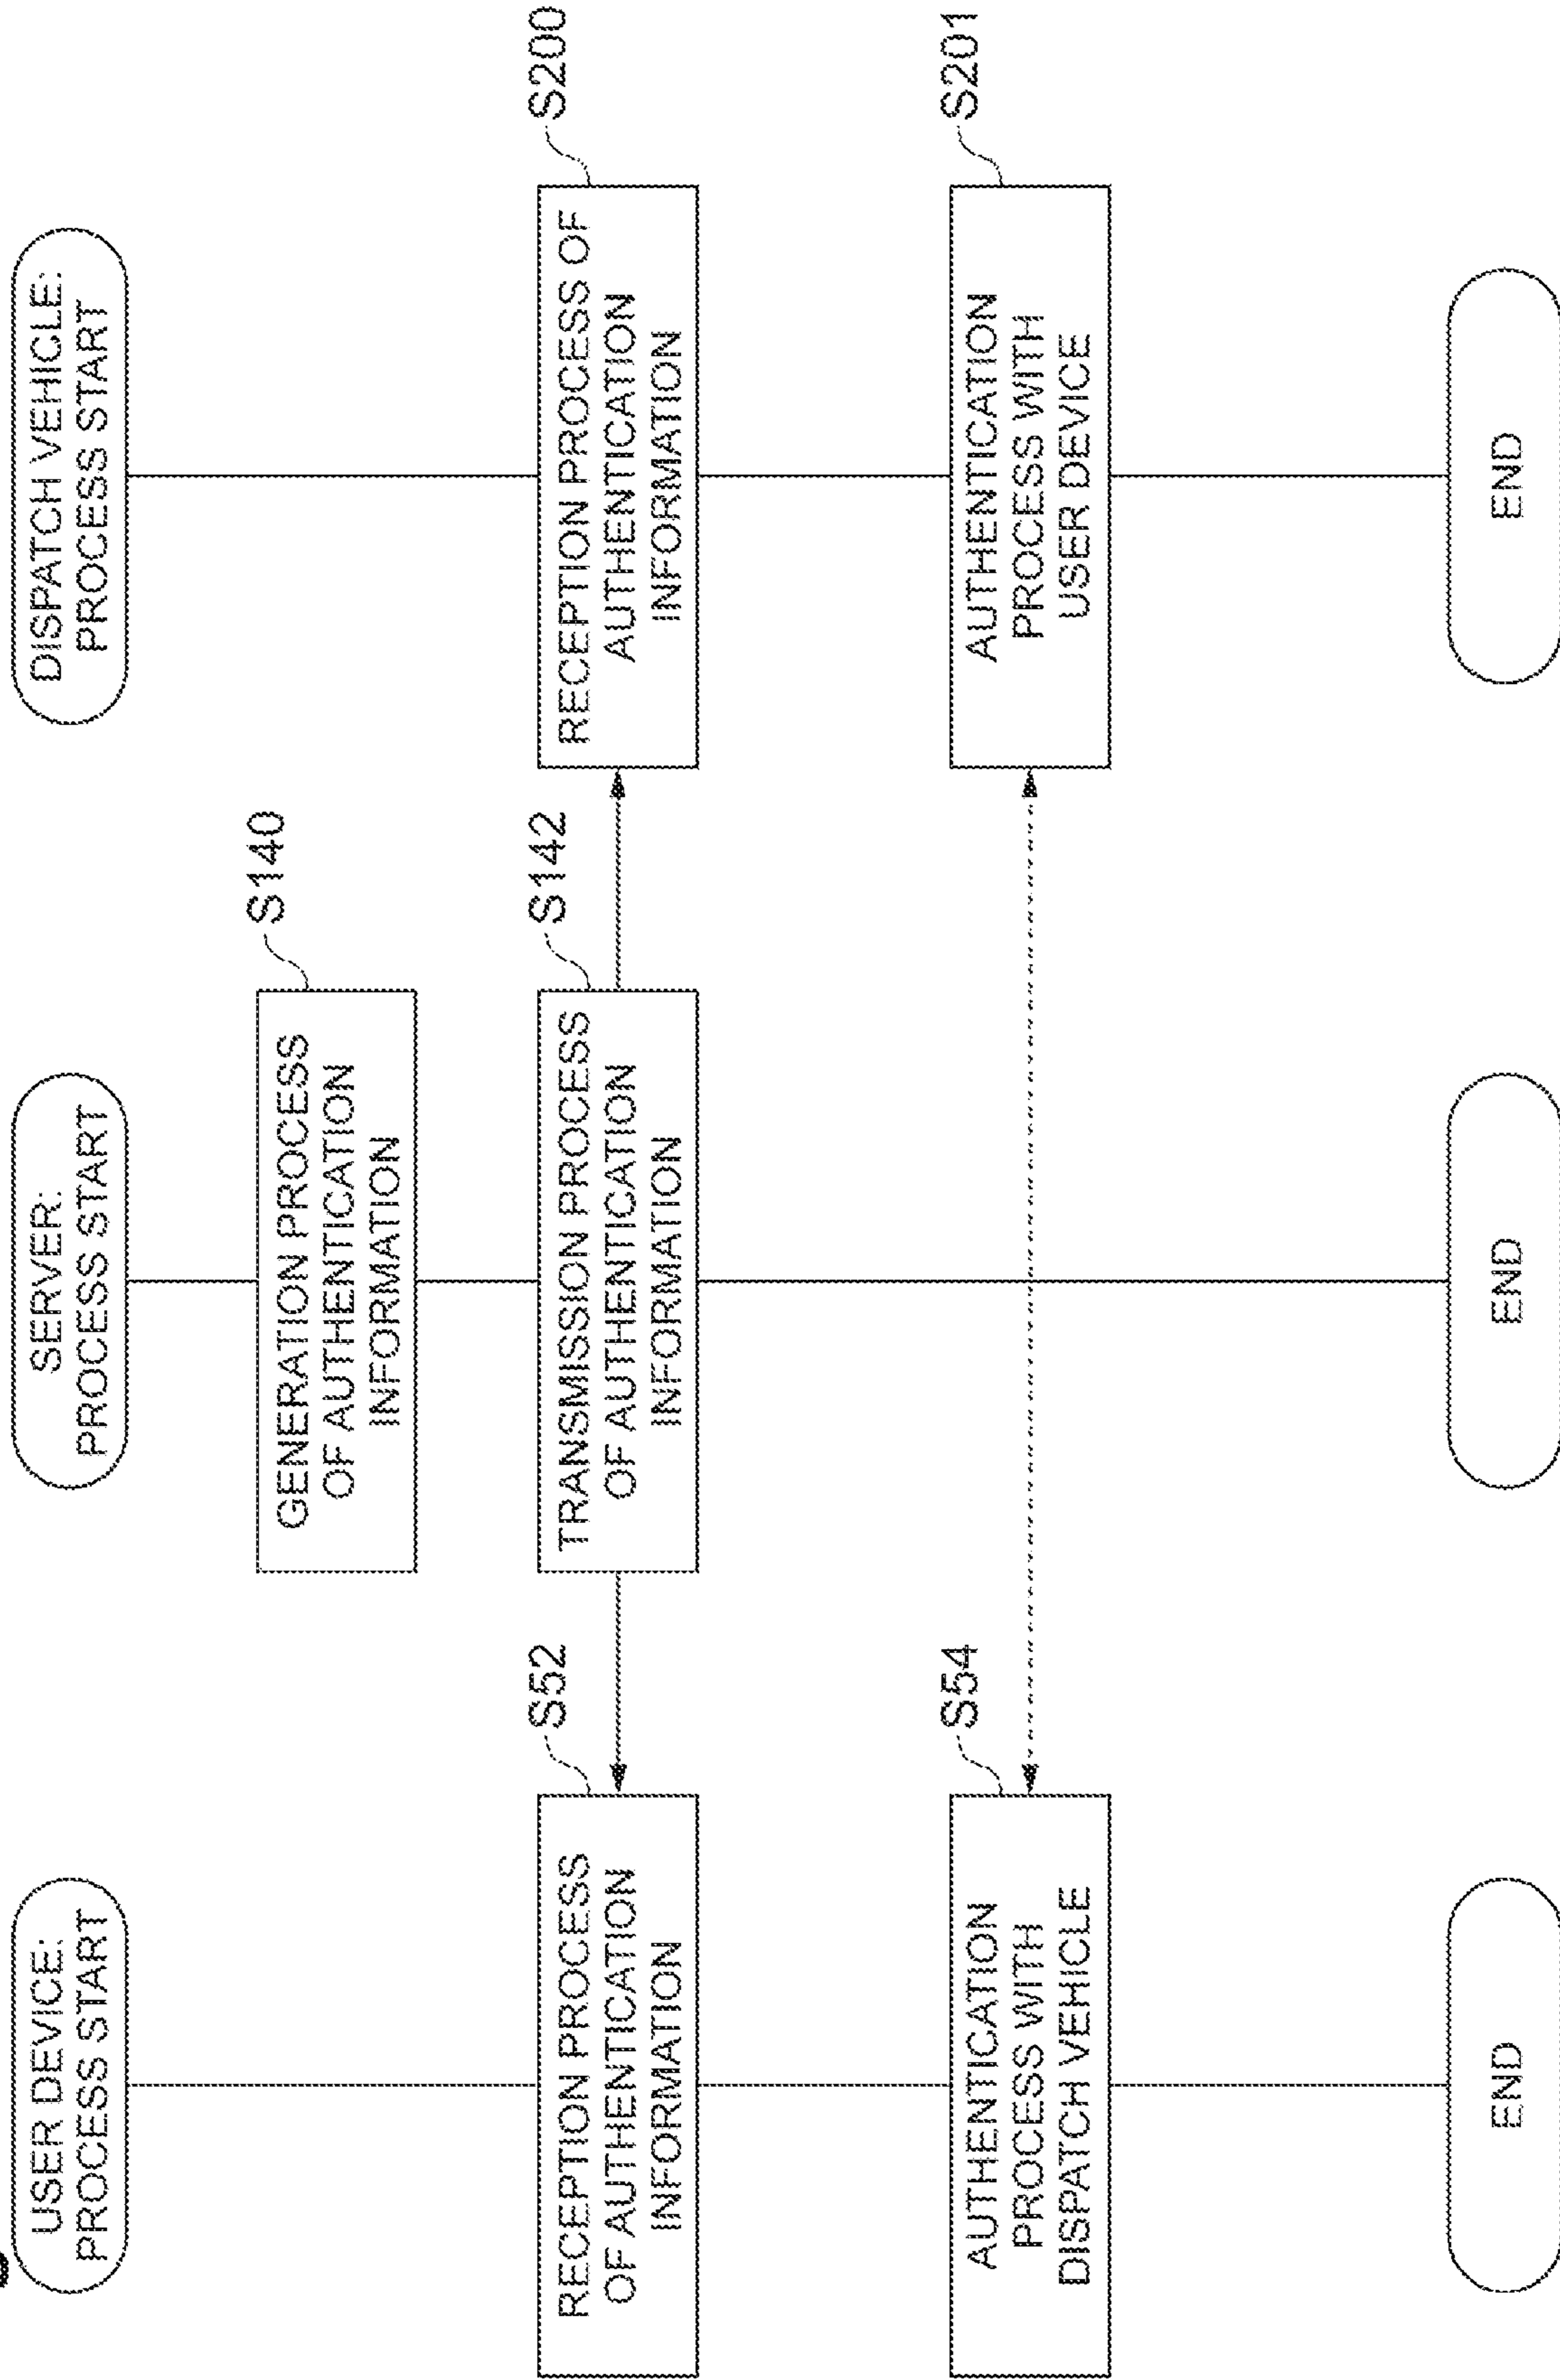 USER DEVICE:
PROCESS START
SERVER:
PROCESS START
DISPATCH VEHICLE:
PROCESS START
S140
GENERATION PROCESS
OF AUTHENTICATION
INFORMATION
S52
RECEPTION PROCESS
OF AUTHENTICATION
INFORMATION
S142
TRANSMISSION PROCESS
OF AUTHENTICATION
INFORMATION
S200
RECEPTION PROCESS OF
AUTHENTICATION
INFORMATION
S54
AUTHENTICATION
PROCESS WITH
DISPATCH VEHICLE
S201
AUTHENTICATION
PROCESS WITH
USER DEVICE
END
END
END